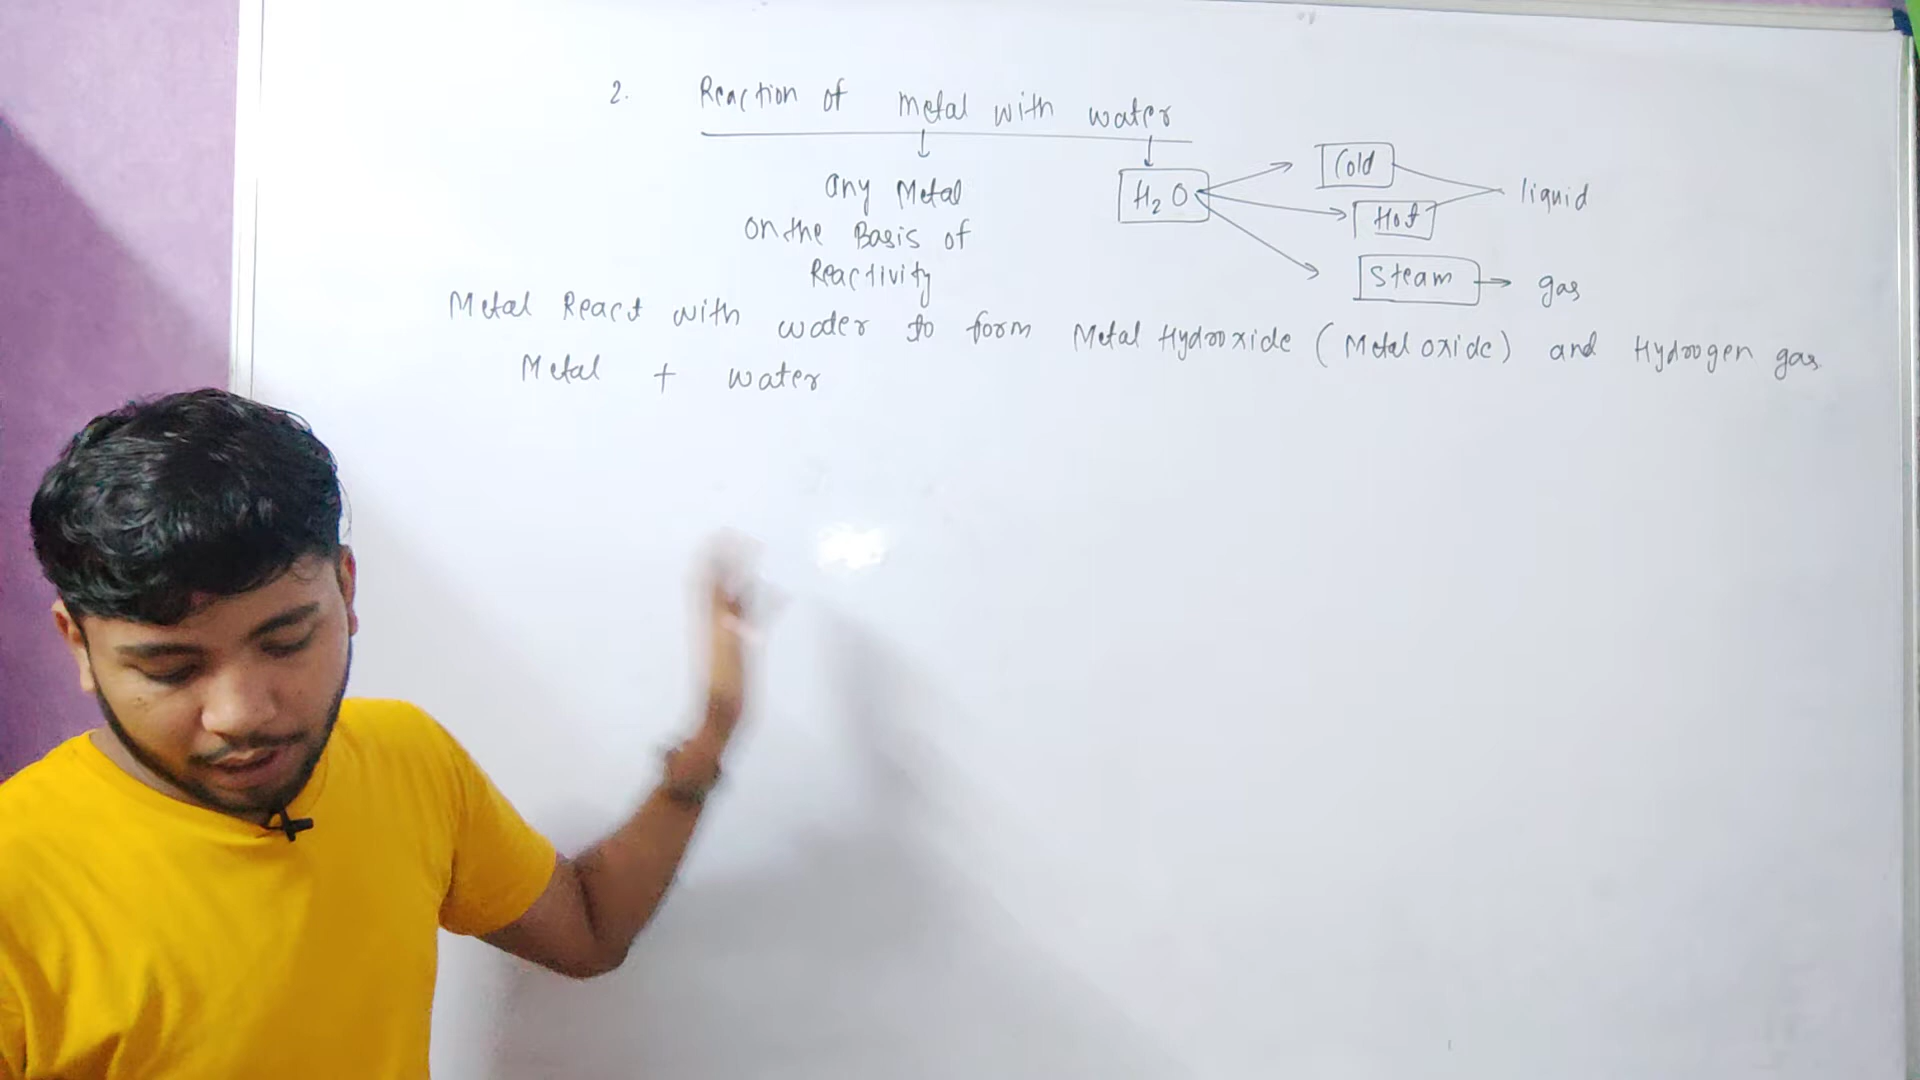 2. Reaction of metal with water
any Metal
on the Basis of
Reactivity
H₂O
Cold
Hot
liquid
Steam
gas
Metal React with water to form Metal Hydroxide (Metal oxide) and Hydrogen gas
Metal + water